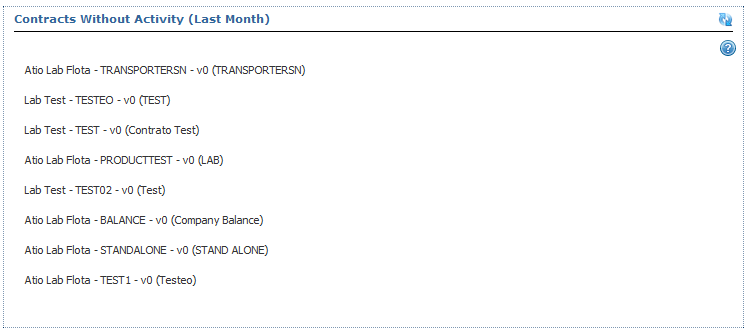 Contracts Without Activity (Last Month)
Atio Lab Flota - TRANSPORTERSN - v0 (TRANSPORTERSN)
Lab Test - TESTEO - v0 (TEST)
Lab Test - TEST - v0 (Contrato Test)
Atio Lab Flota - PRODUCTTEST - v0 (LAB)
Lab Test - TEST02 - v0 (Test)
Atio Lab Flota - BALANCE - v0 (Company Balance)
Atio Lab Flota - STANDALONE - v0 (STAND ALONE)
Atio Lab Flota - TEST1 - v0 (Testeo)